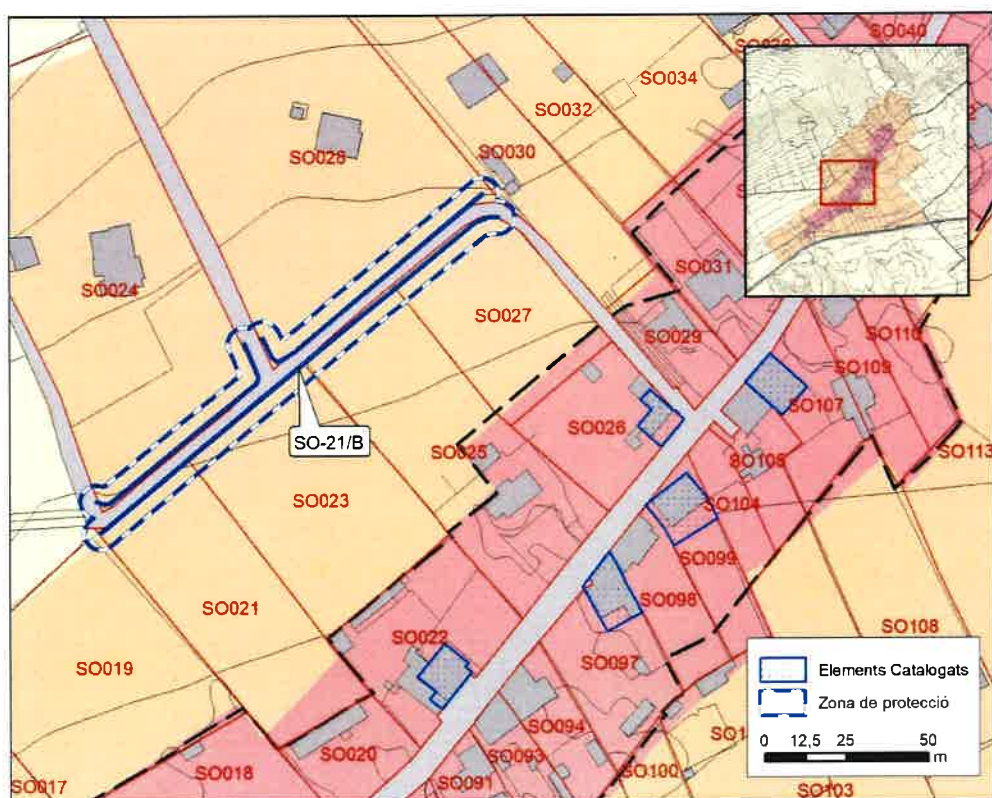 SO040
SO034
SO032
SO030
SO028
SO031
SO024
SO027
SO029
SO110
SO109
SO107
SO026
SO-21/B
SO025
SO113
SO023
SO104
SO099
SO098
SO021
SO022
SO108
SO019
SO097
Elements Catalogats
Zona de protecció
SO094
SO020
SO093
SO018
SO017
SO091
SO100
SO103
0 12,5 25 50
m